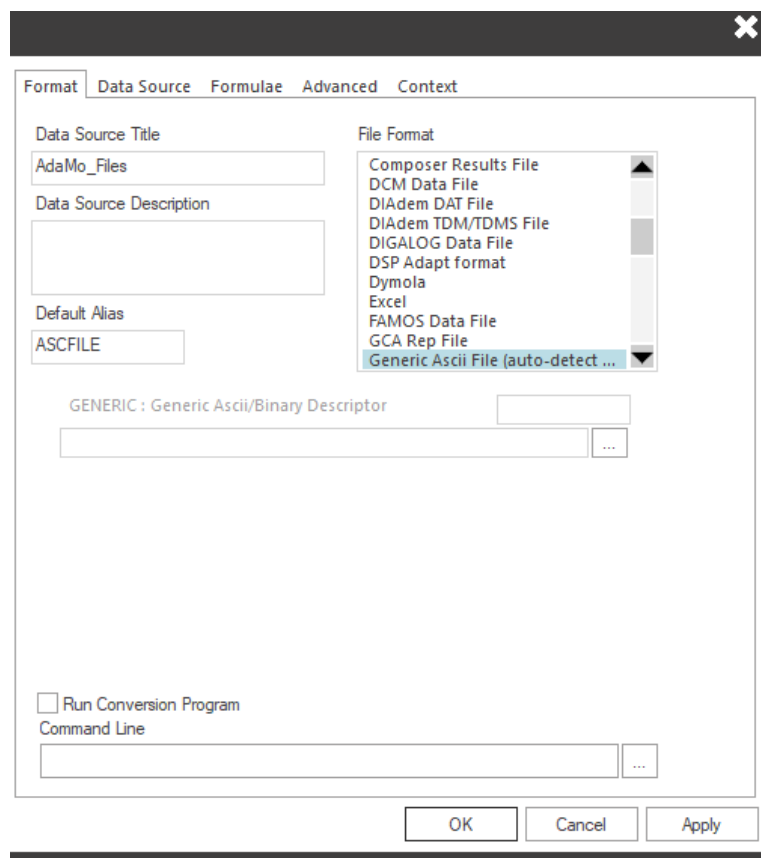 Format Data Source Formulae Advanced Context
Data Source Title
AdaMo_Files
Data Source Description
Default Alias
ASCFILE
File Format
Composer Results File
DCM Data File
DIAdem DAT File
DIAdem TDM/TDMS File
DIGALOG Data File
DSP Adapt format
Dymola
Excel
FAMOS Data File
GCA Rep File
Generic Ascii File (auto-detect ...
GENERIC : Generic Ascii/Binary Descriptor
...
Run Conversion Program
Command Line
...
OK Cancel Apply